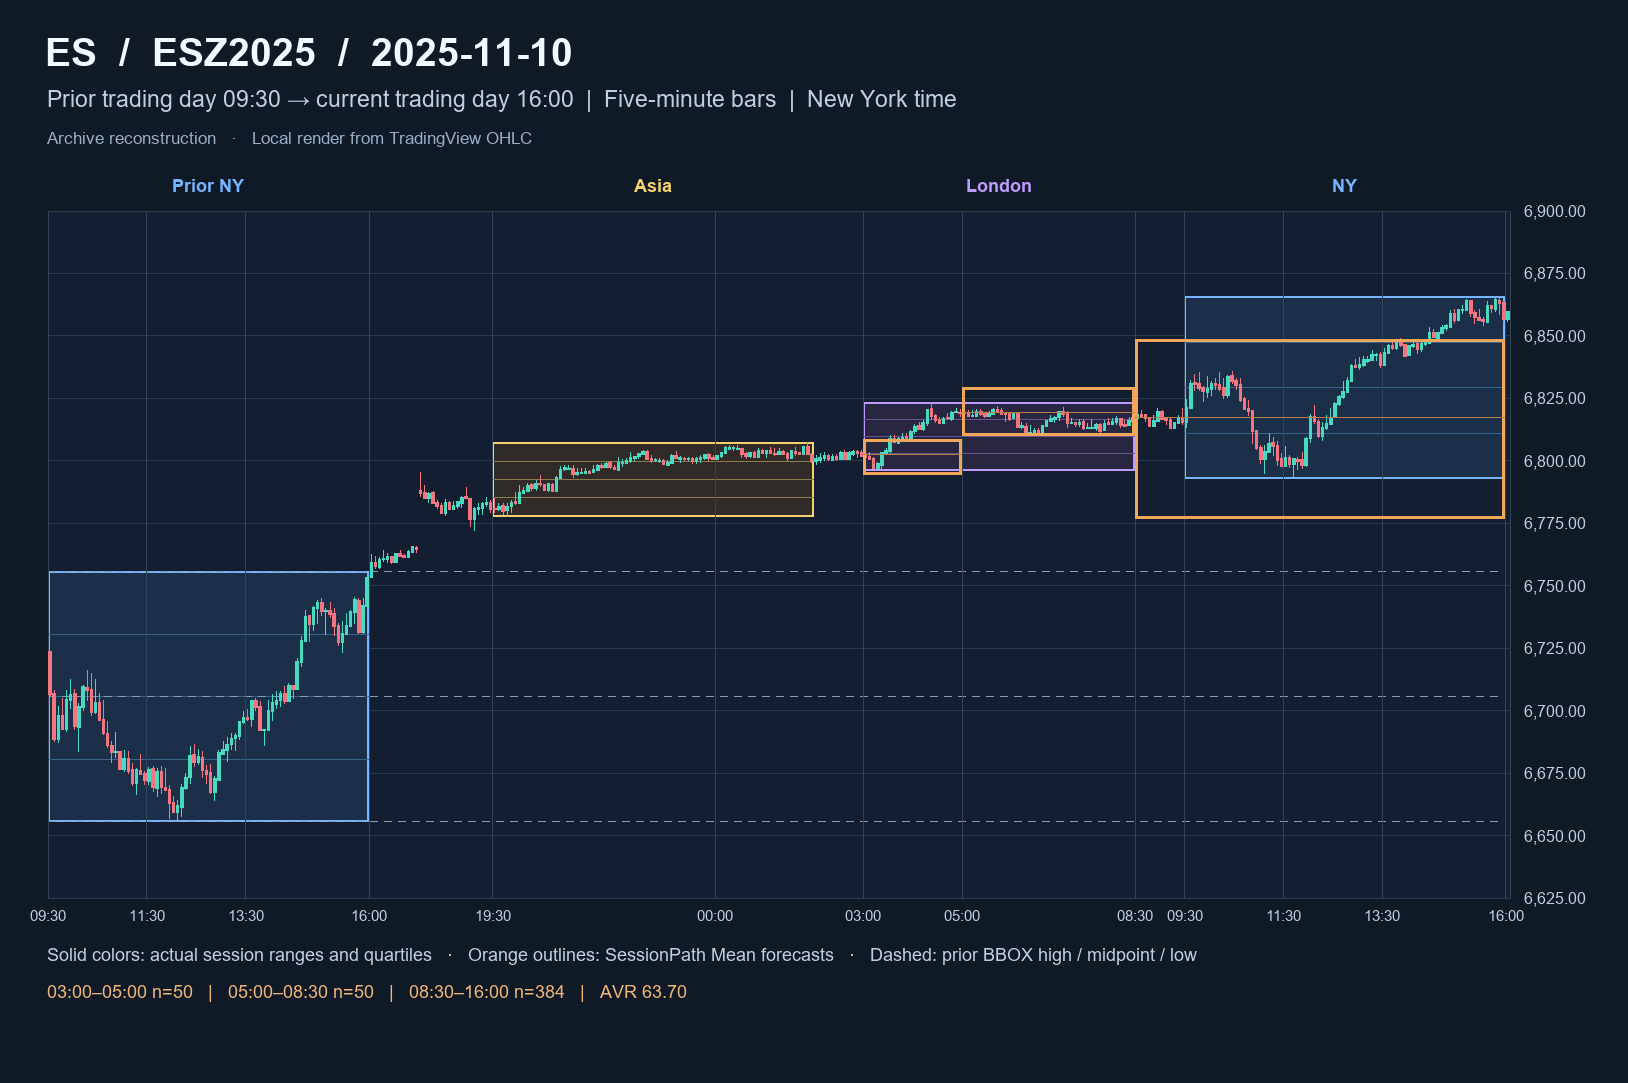 ES / ESZ2025 / 2025-11-10
Prior trading day 09:30 → current trading day 16:00 | Five-minute bars | New York time
Archive reconstruction · Local render from TradingView OHLC
Prior NY Asia London NY
6,900.00
6,875.00
6,850.00
6,825.00
6,800.00
6,775.00
6,750.00
6,725.00
6,700.00
6,675.00
6,650.00
6,625.00
09:30 11:30 13:30 16:00 19:30 00:00 03:00 05:00 08:30 09:30 11:30 13:30 16:00
Solid colors: actual session ranges and quartiles · Orange outlines: SessionPath Mean forecasts · Dashed: prior BBOX high / midpoint / low
03:00–05:00 n=50 | 05:00–08:30 n=50 | 08:30–16:00 n=384 | AVR 63.70